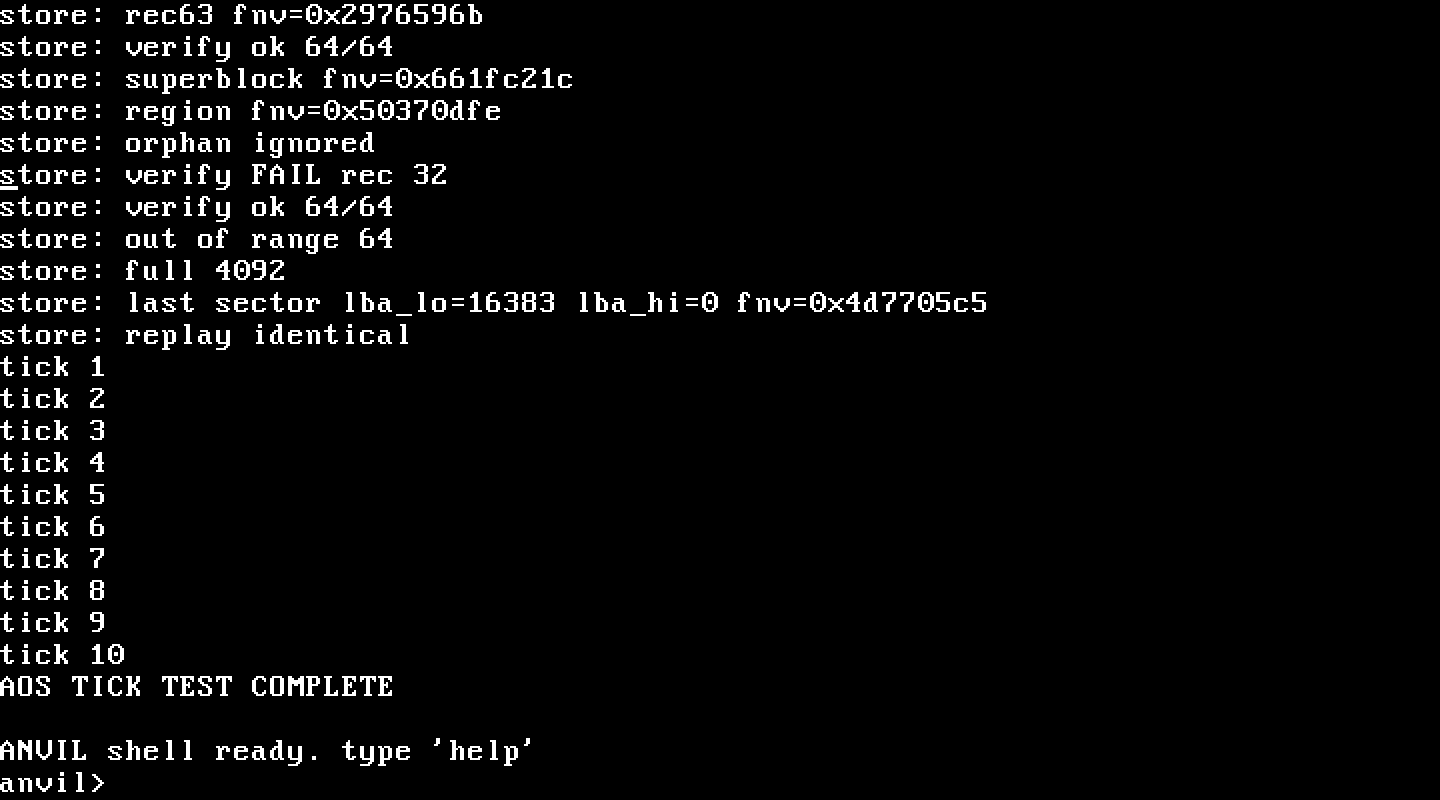 store: rec63 fnv=0x2976596b
store: verify ok 64/64
store: superblock fnv=0x661fc21c
store: region fnv=0x50370dfe
store: orphan ignored
store: verify FAIL rec 32
store: verify ok 64/64
store: out of range 64
store: full 4092
store: last sector lba_lo=16383 lba_hi=0 fnv=0x4d7705c5
store: replay identical
tick 1
tick 2
tick 3
tick 4
tick 5
tick 6
tick 7
tick 8
tick 9
tick 10
AOS TICK TEST COMPLETE

ANVIL shell ready. type 'help'
anvil>